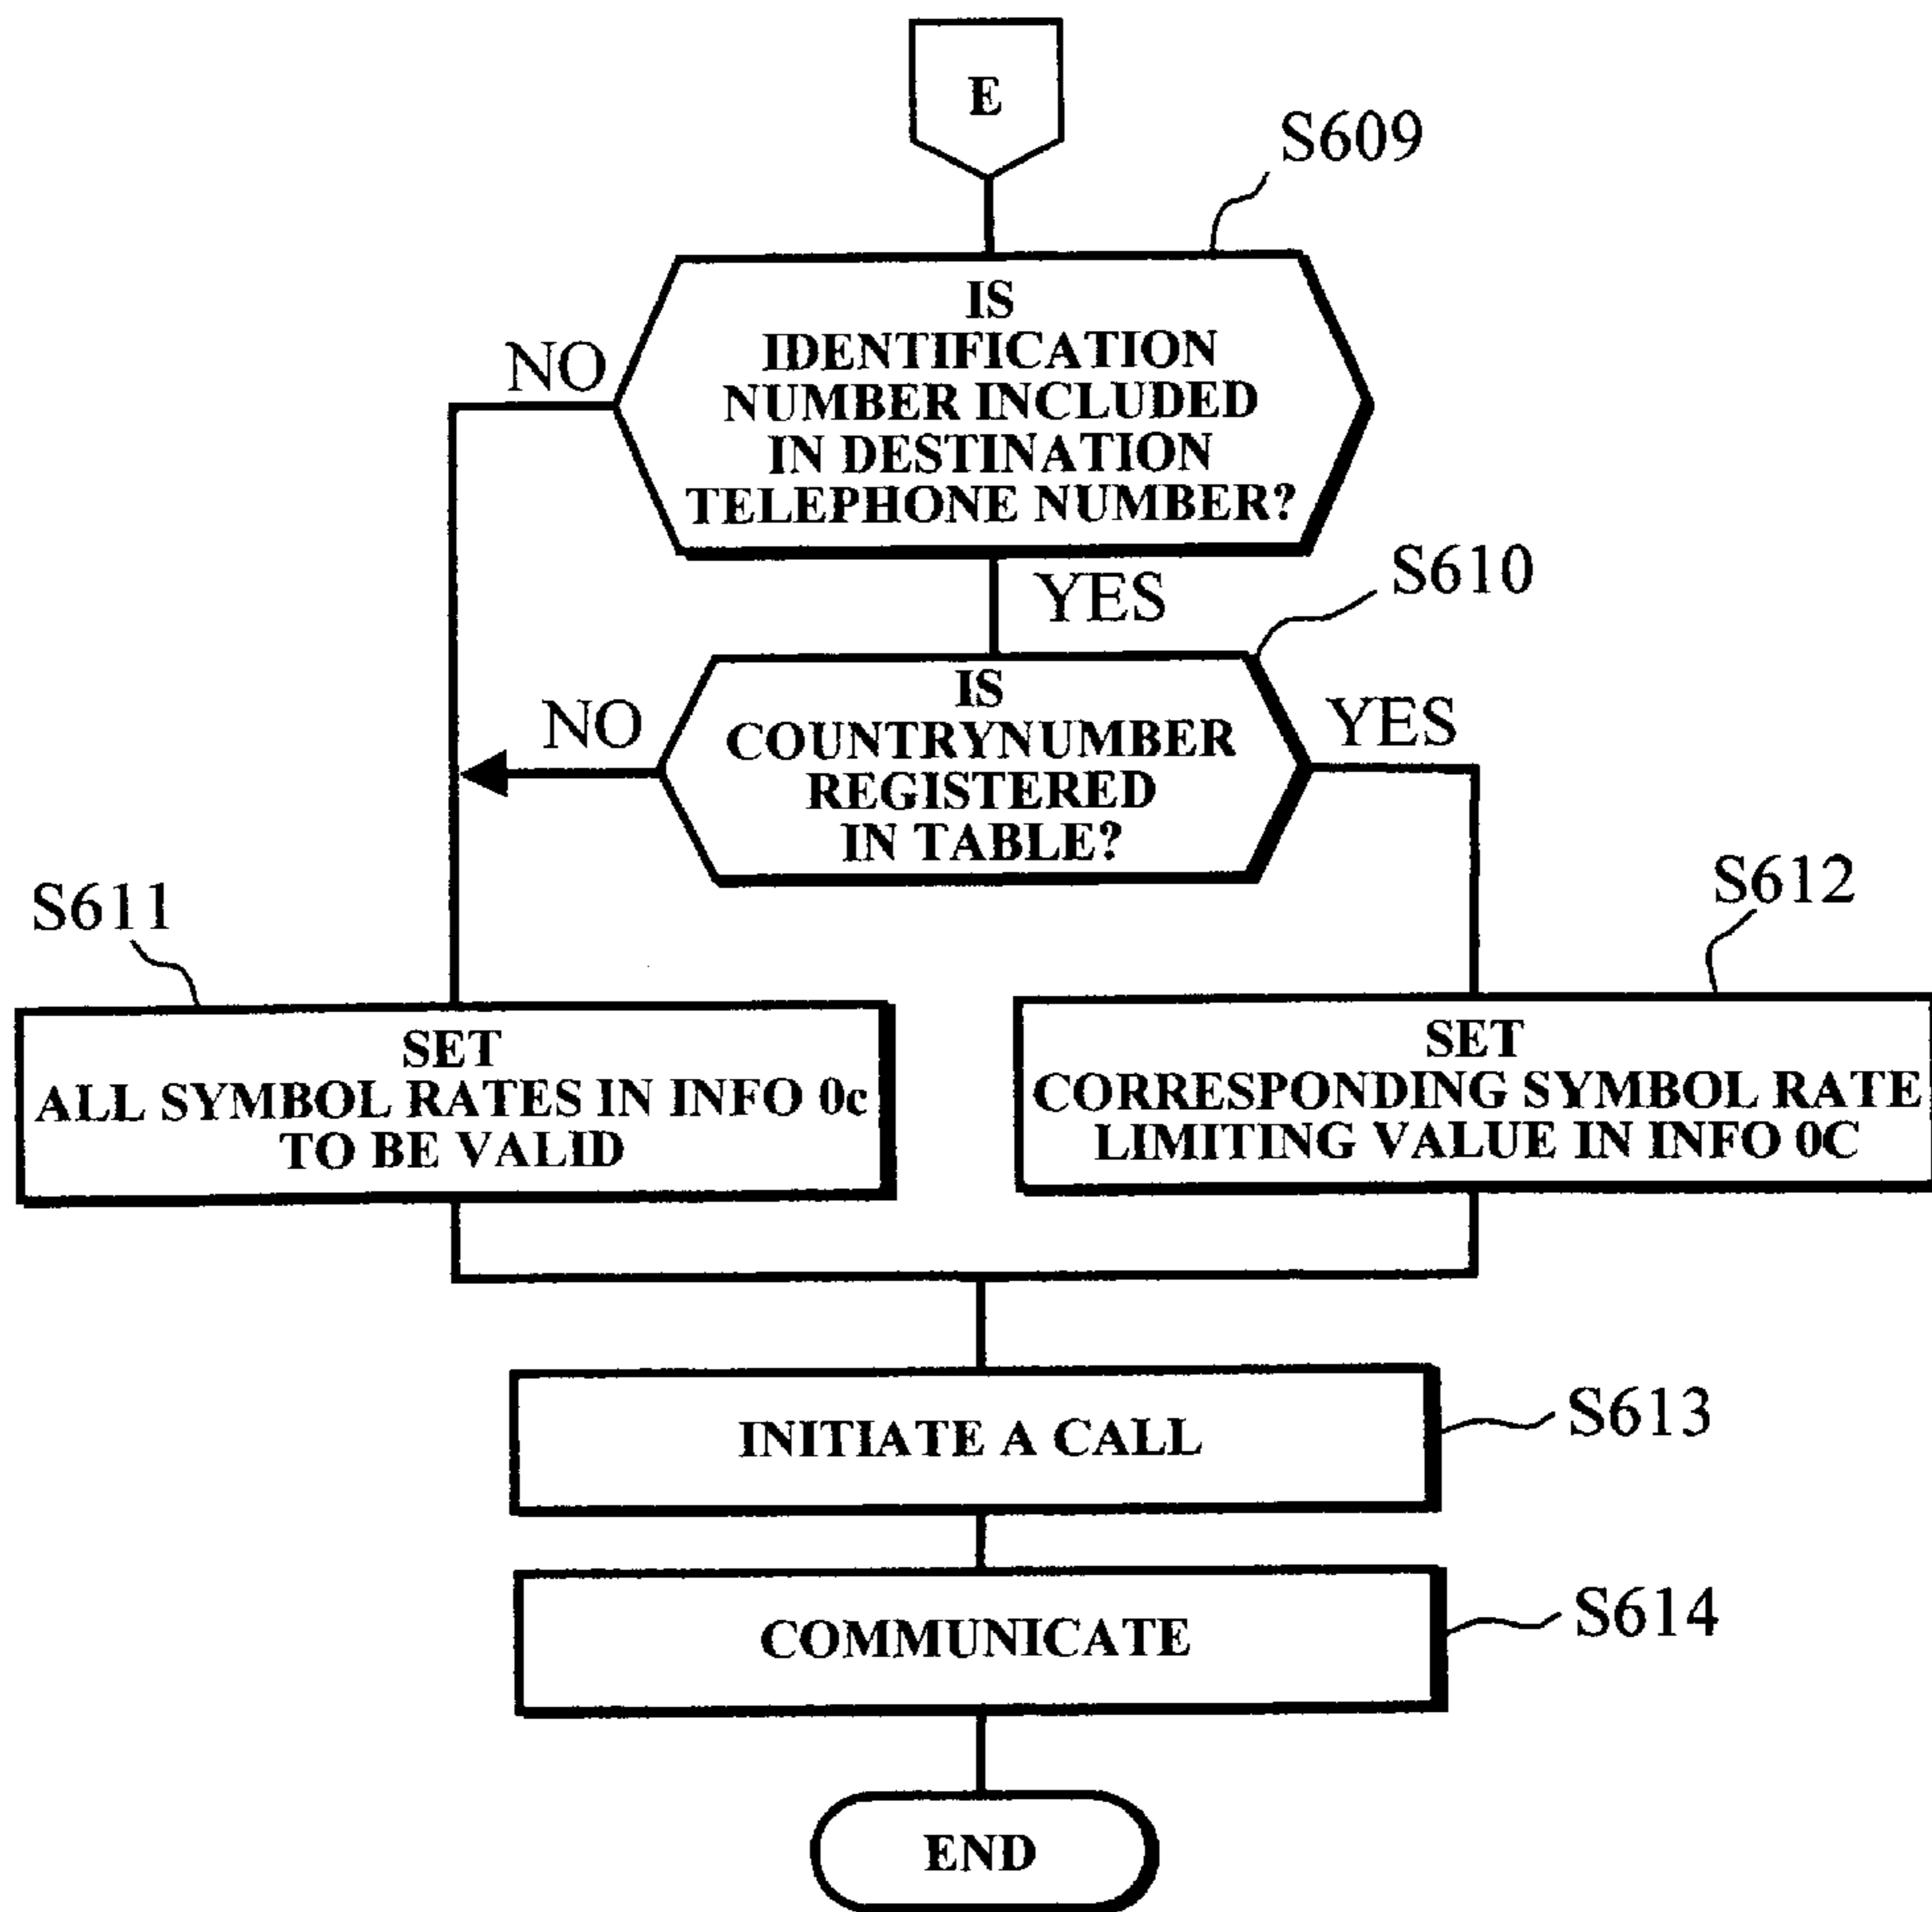 E
S609
IS
IDENTIFICATION
NUMBER INCLUDED
IN DESTINATION
TELEPHONE NUMBER?
NO
YES
S610
IS
COUNTRYNUMBER
REGISTERED
IN TABLE?
NO
YES
S611
SET
ALL SYMBOL RATES IN INFO 0c
TO BE VALID
S612
SET
CORRESPONDING SYMBOL RATE
LIMITING VALUE IN INFO 0C
INITIATE A CALL
S613
COMMUNICATE
S614
END